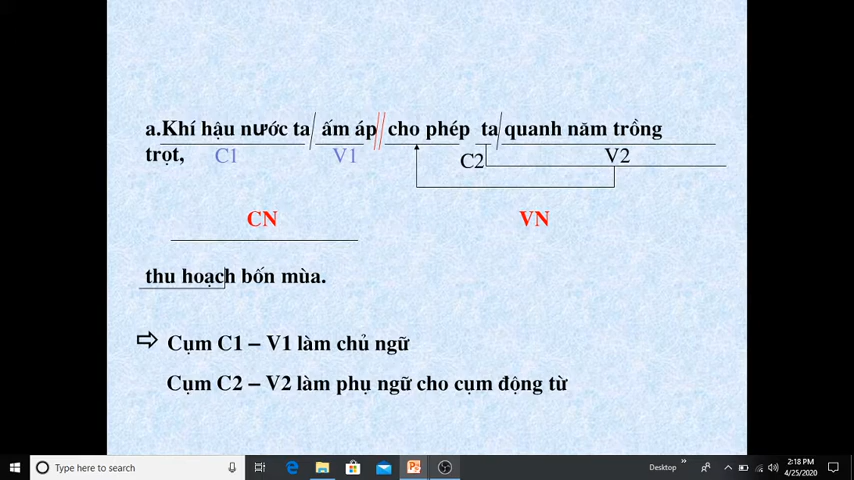 a.Khí hậu nước ta ấm áp cho phép ta quanh năm trồng
trọt, C1 V1 C2 V2
CN VN
thu hoạch bốn mùa.
Cụm C1 – V1 làm chủ ngữ
Cụm C2 – V2 làm phụ ngữ cho cụm động từ
Type here to search Desktop 2:18 PM
4/25/2020